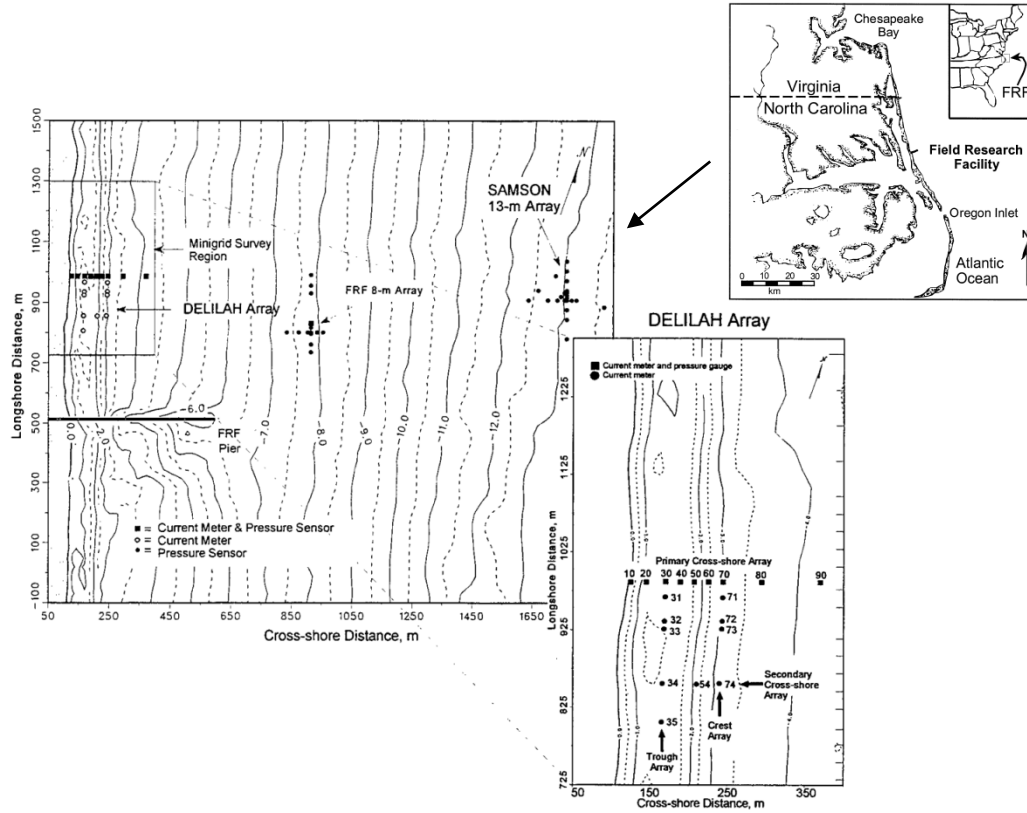 Chesapeake
Bay
Virginia
North Carolina
FRF
Field Research
Facility
Oregon Inlet
Atlantic
Ocean
N
0 10 20 30
km
Longshore Distance, m
1500
1300
1100
900
700
500
300
100
-100
50 250 450 650 850 1050 1250 1450 1650
Cross-shore Distance, m
N
SAMSON
13-m Array
Minigrid Survey
Region
FRF 8-m Array
DELILAH Array
FRF
Pier
0.0
-2.0
-6.0
-7.0
-8.0
-9.0
-10.0
-11.0
-12.0
■ = Current Meter & Pressure Sensor
○ = Current Meter
● = Pressure Sensor
DELILAH Array
■ Current meter and pressure gauge
● Current meter
Longshore Distance, m
1225
1125
1025
925
825
725
Primary Cross-shore Array
10 20 30 40 50 60 70 80 90
31 71
32 72
33 73
34 54 74
35
Secondary
Cross-shore
Array
Crest
Array
Trough
Array
50 150 250 350
Cross-shore Distance, m